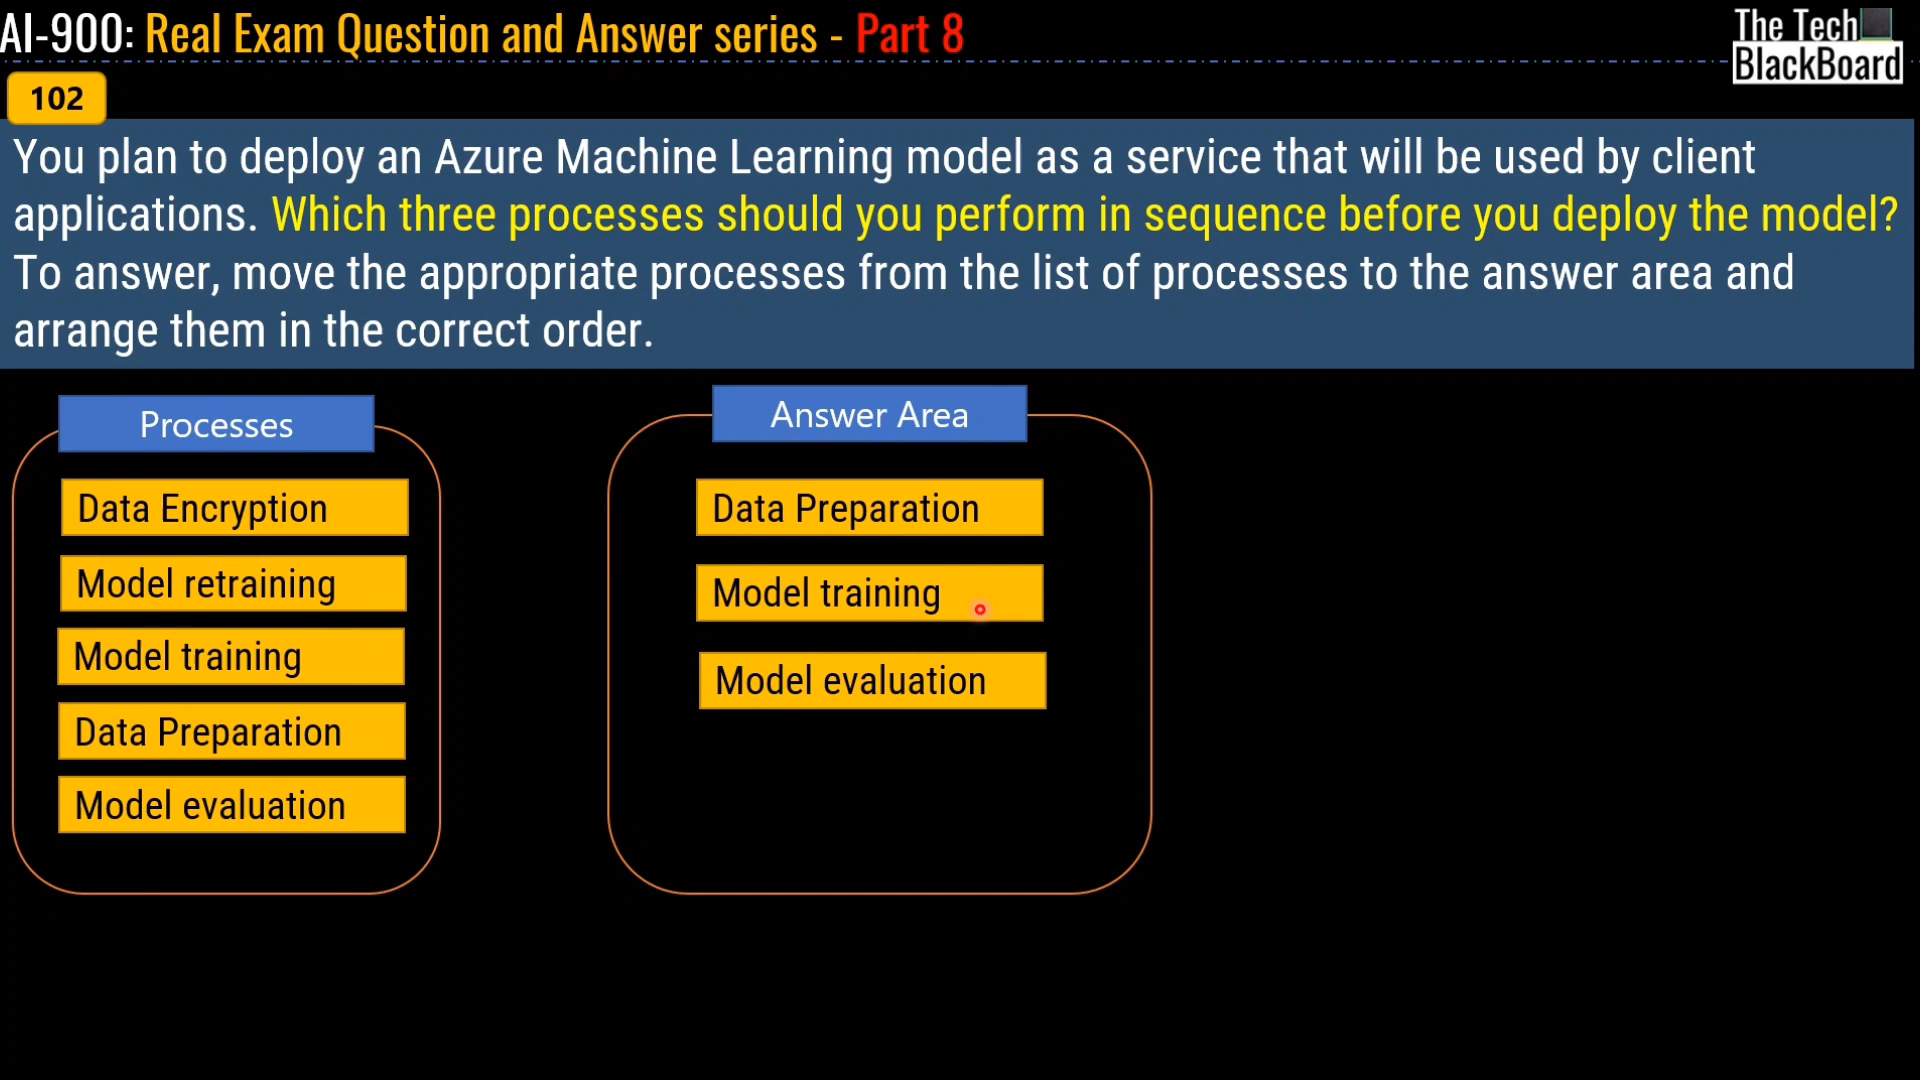 AI-900: Real Exam Question and Answer series - Part 8
The Tech
BlackBoard
102
You plan to deploy an Azure Machine Learning model as a service that will be used by client
applications. Which three processes should you perform in sequence before you deploy the model?
To answer, move the appropriate processes from the list of processes to the answer area and
arrange them in the correct order.
Processes
Data Encryption
Model retraining
Model training
Data Preparation
Model evaluation
Answer Area
Data Preparation
Model training
Model evaluation